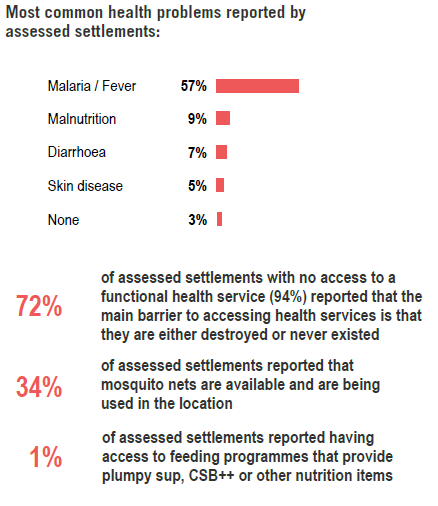 Most common health problems reported by
assessed settlements:
Malaria / Fever 57%
Malnutrition 9%
Diarrhoea 7%
Skin disease 5%
None 3%
72%
of assessed settlements with no access to a
functional health service (94%) reported that the
main barrier to accessing health services is that
they are either destroyed or never existed
34%
of assessed settlements reported that
mosquito nets are available and are being
used in the location
1%
of assessed settlements reported having
access to feeding programmes that provide
plumpy sup, CSB++ or other nutrition items